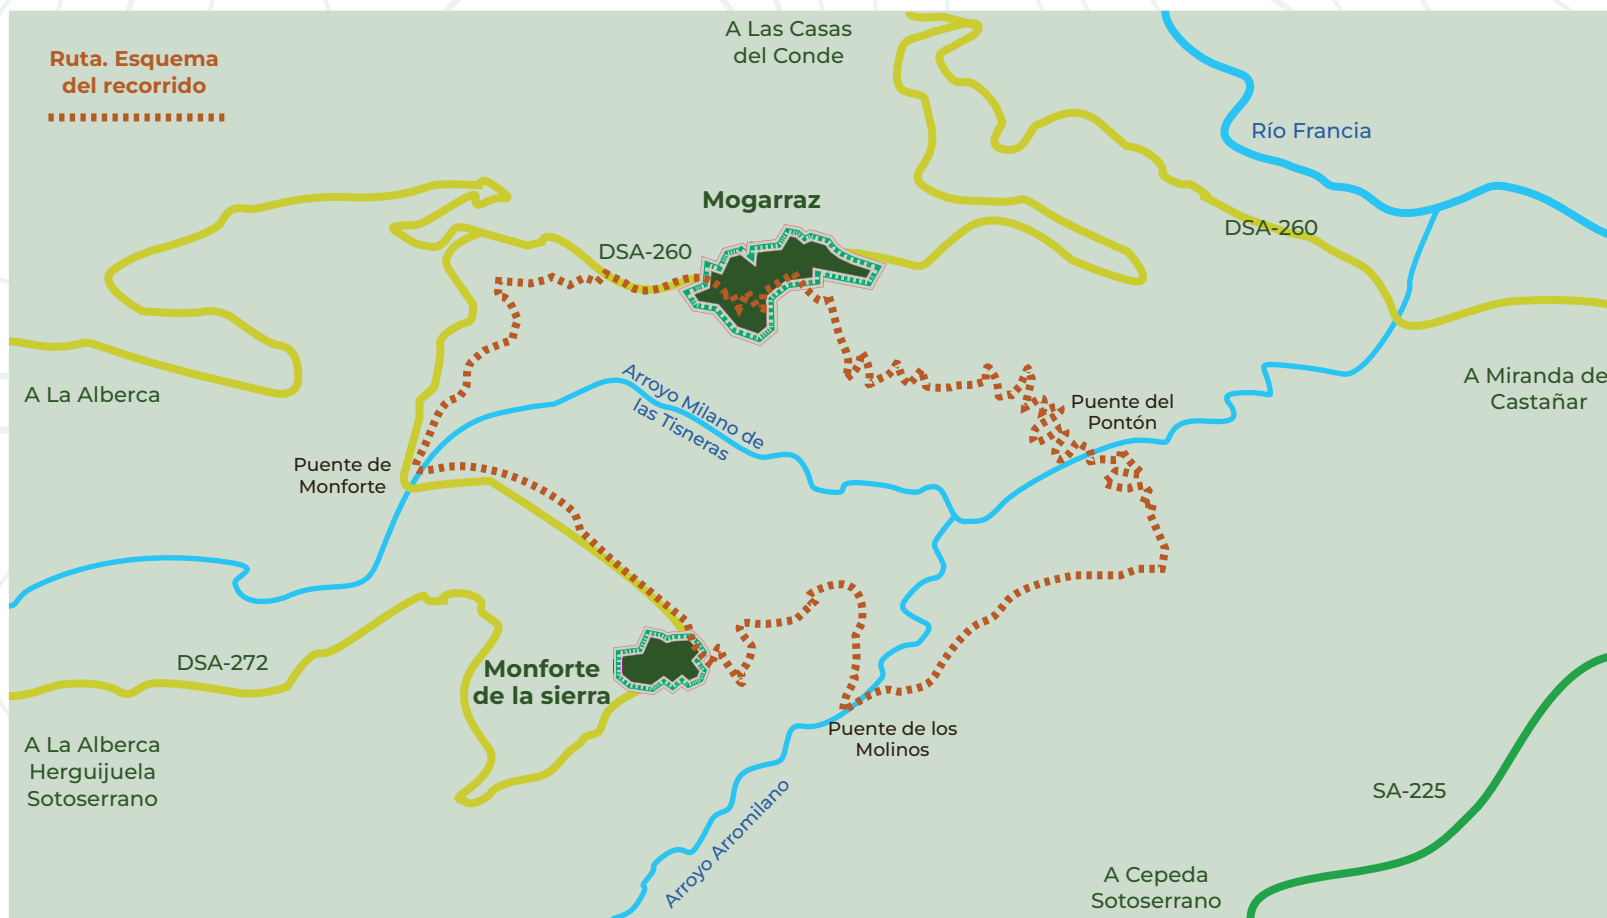 A Las Casas
del Conde
Ruta. Esquema
del recorrido
Río Francia
Mogarraz
DSA-260
DSA-260
A La Alberca
Arroyo Milano de
las Tisneras
A Miranda de
Castañar
Puente del
Pontón
Puente de
Monforte
DSA-272
Monforte
de la sierra
Puente de los
Molinos
A La Alberca
Herguijuela
Sotoserrano
Arroyo Arromilano
SA-225
A Cepeda
Sotoserrano